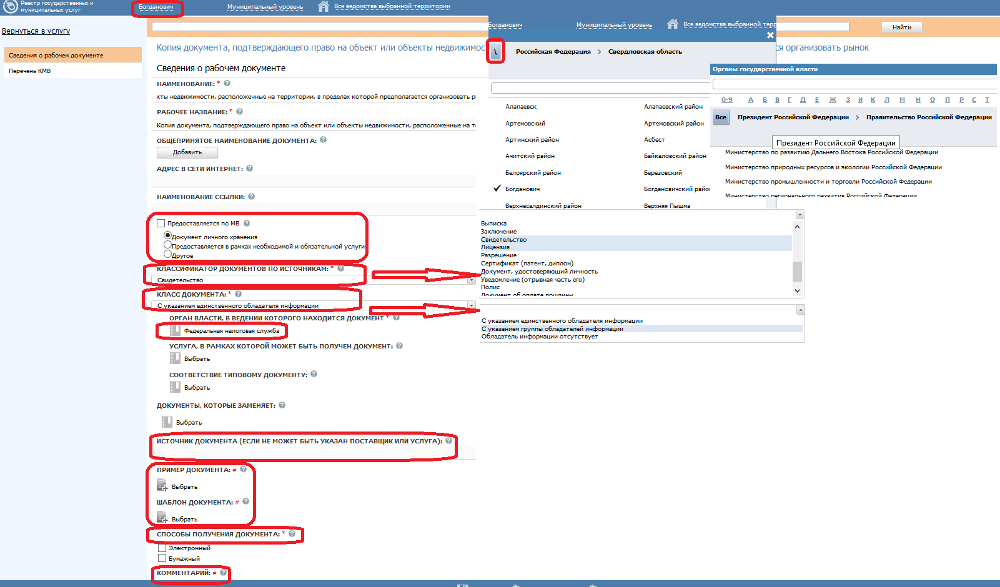 Реестр государственных и
муниципальных услуг
Богданович
Муниципальный уровень
Все ведомства выбранной территории
Вернуться в услугу
Сведения о рабочем документе
Перечень КМВ
Найти
Копия документа, подтверждающего право на объект или объекты недвижимос
ся организовать рынок
Сведения о рабочем документе
НАИМЕНОВАНИЕ: *
кты недвижимости, расположенные на территории, в пределах которой предполагается организовать р
РАБОЧЕЕ НАЗВАНИЕ: *
Копия документа, подтверждающего право на объект или объекты недвижимости, расположенные на т
ОБЩЕПРИНЯТОЕ НАИМЕНОВАНИЕ ДОКУМЕНТА:
Добавить
АДРЕС В СЕТИ ИНТЕРНЕТ:
НАИМЕНОВАНИЕ ССЫЛКИ:
Предоставляется по МВ
Документ личного хранения
Предоставляется в рамках необходимой и обязательной услуги
Другое
КЛАССИФИКАТОР ДОКУМЕНТОВ ПО ИСТОЧНИКАМ: *
Свидетельство
КЛАСС ДОКУМЕНТА: *
С указанием единственного обладателя информации
ОРГАН ВЛАСТИ, В ВЕДЕНИИ КОТОРОГО НАХОДИТСЯ ДОКУМЕНТ *
Федеральная налоговая служба
УСЛУГА, В РАМКАХ КОТОРОЙ МОЖЕТ БЫТЬ ПОЛУЧЕН ДОКУМЕНТ:
Выбрать
СООТВЕТСТВИЕ ТИПОВОМУ ДОКУМЕНТУ:
Выбрать
ДОКУМЕНТЫ, КОТОРЫЕ ЗАМЕНЯЕТ:
Выбрать
ИСТОЧНИК ДОКУМЕНТА (ЕСЛИ НЕ МОЖЕТ БЫТЬ УКАЗАН ПОСТАВЩИК ИЛИ УСЛУГА):
ПРИМЕР ДОКУМЕНТА: #
Выбрать
ШАБЛОН ДОКУМЕНТА: #
Выбрать
СПОСОБЫ ПОЛУЧЕНИЯ ДОКУМЕНТА: *
Электронный
Бумажный
КОММЕНТАРИЙ: #
Богданович
Муниципальный уровень
Все ведомства выбранной терр
\ Российская Федерация > Свердловская область
Алапаевск
Алапаевский район
Артемовский
Артемовский район
Артинский район
Асбест
Ачитский район
Байкаловский район
Белоярский район
Березовский
Богданович
Богдановичский район
Верхнесалдинский район
Верхняя Пышма
Органы государственной власти
0-9 А Б В Г Д Е Ж З И К Л М Н О П Р С Т
Все Президент Российской Федерации > Правительство Российской Федерации
Президент Российской Федерации
Министерство по развитию Дальнего Востока Российской Федерации
Министерство природных ресурсов и экологии Российской Федерации
Министерство промышленности и торговли Российской Федерации
Министерство регионального развития Российской Федерации
Выписка
Заключение
Свидетельство
Лицензия
Разрешение
Сертификат (патент, диплом)
Документ, удостоверяющий личность
Уведомление (отрывная часть его)
Полис
Документ об оплате пошлины
С указанием единственного обладателя информации
С указанием группы обладателей информации
Обладатель информации отсутствует